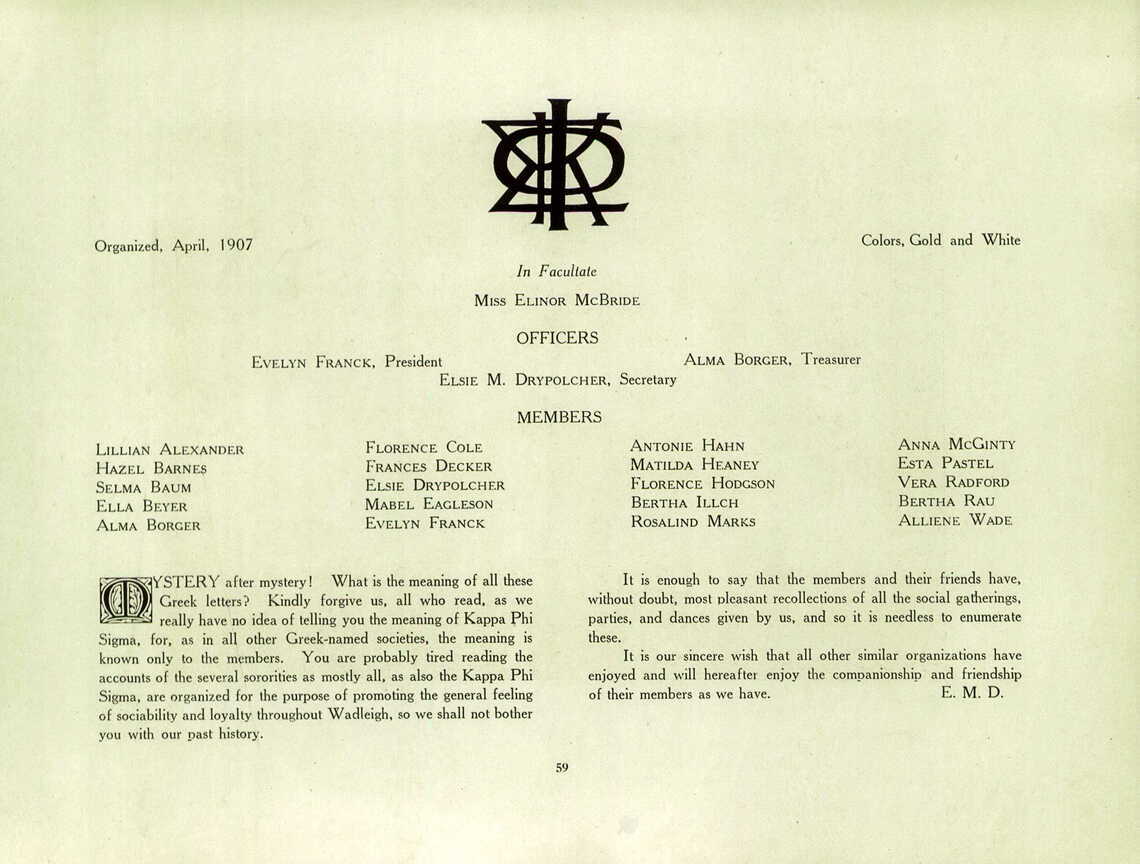 ΚΦΣ
Organized, April, 1907
Colors, Gold and White
In Facultate
Miss Elinor McBride
OFFICERS
Evelyn Franck, President
Alma Borger, Treasurer
Elsie M. Drypolcher, Secretary
MEMBERS
Lillian Alexander
Hazel Barnes
Selma Baum
Ella Beyer
Alma Borger
Florence Cole
Frances Decker
Elsie Drypolcher
Mabel Eagleson
Evelyn Franck
Antonie Hahn
Matilda Heaney
Florence Hodgson
Bertha Illch
Rosalind Marks
Anna McGinty
Esta Pastel
Vera Radford
Bertha Rau
Alliene Wade
MYSTERY after mystery! What is the meaning of all these
Greek letters? Kindly forgive us, all who read, as we
really have no idea of telling you the meaning of Kappa Phi
Sigma, for, as in all other Greek-named societies, the meaning is
known only to the members. You are probably tired reading the
accounts of the several sororities as mostly all, as also the Kappa Phi
Sigma, are organized for the purpose of promoting the general feeling
of sociability and loyalty throughout Wadleigh, so we shall not bother
you with our past history.
It is enough to say that the members and their friends have,
without doubt, most pleasant recollections of all the social gatherings,
parties, and dances given by us, and so it is needless to enumerate
these.
It is our sincere wish that all other similar organizations have
enjoyed and will hereafter enjoy the companionship and friendship
of their members as we have. E. M. D.
59